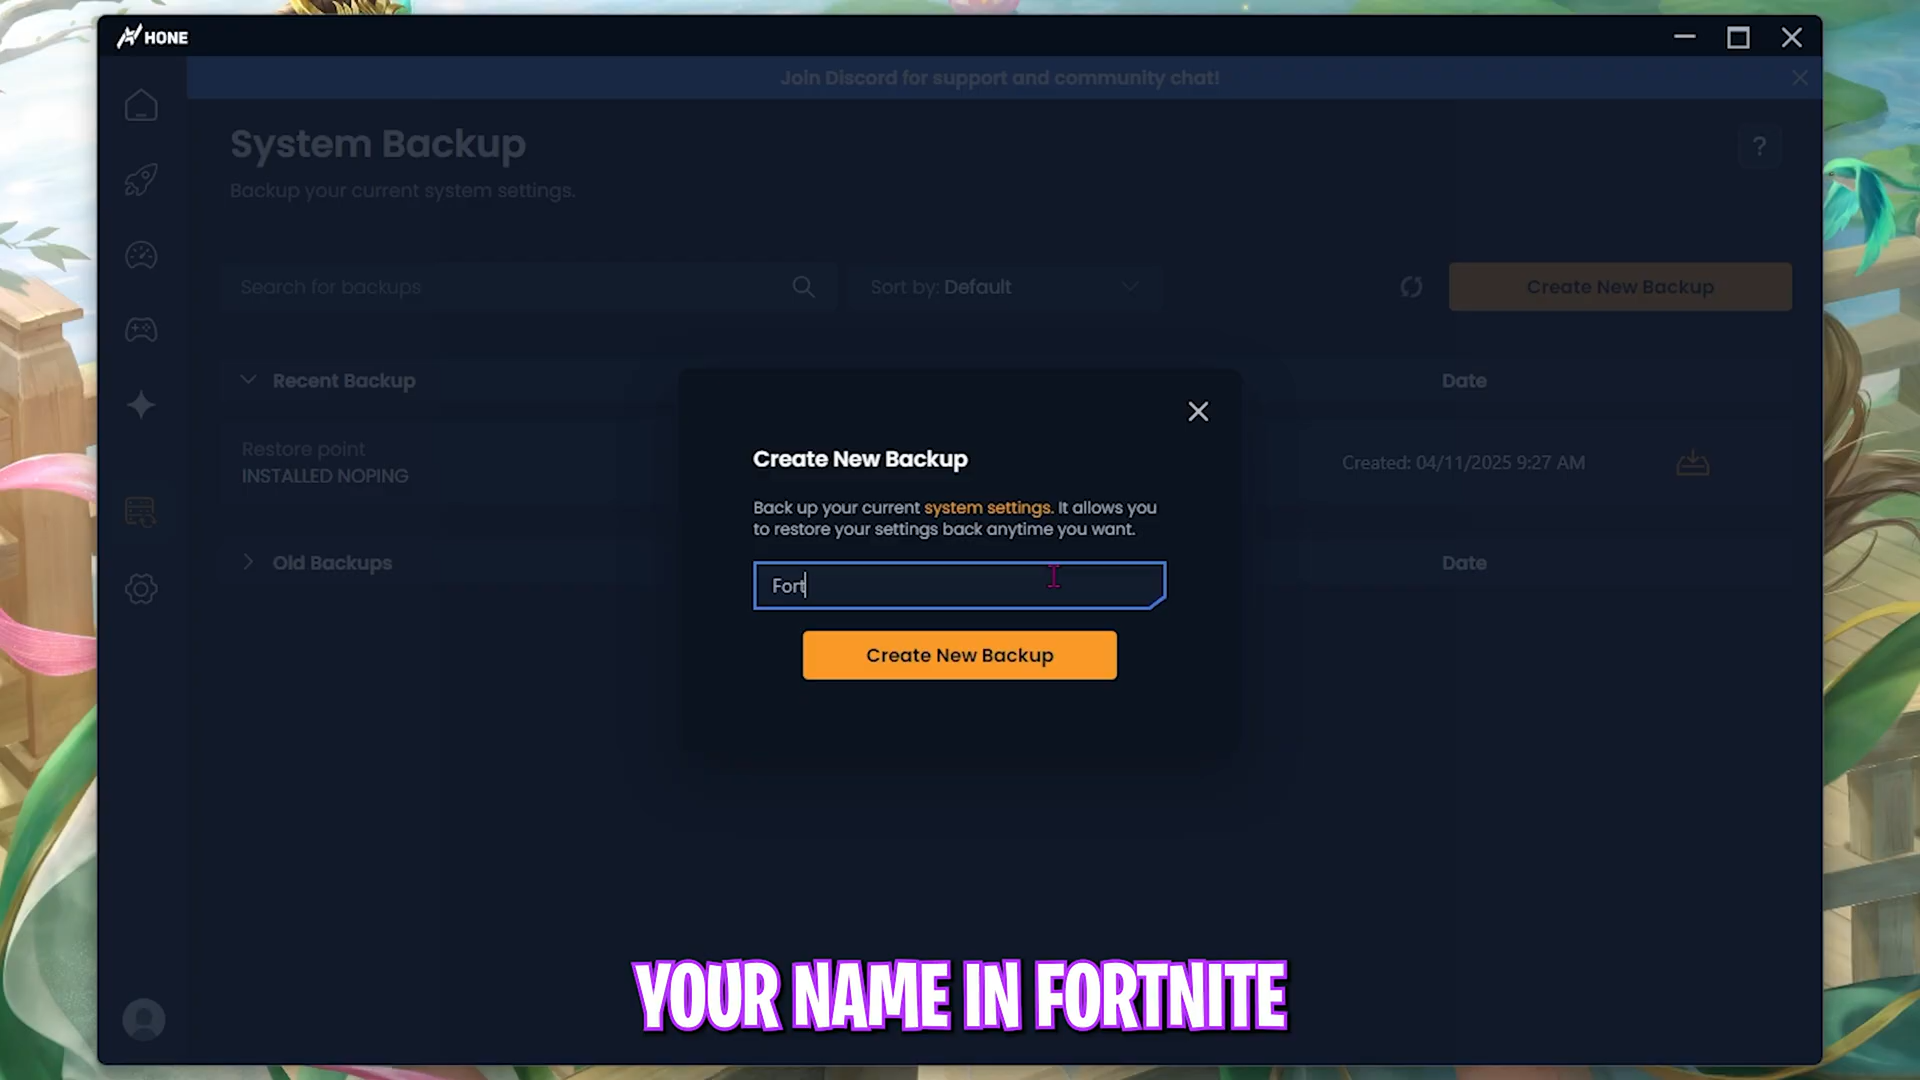 HONE
Join Discord for support and community chat!
System Backup
?
Backup your current system settings.
Search for backups
Sort by: Default
Create New Backup
Recent Backup
Date
Restore point
INSTALLED NOPING
Created: 04/11/2025 9:27 AM
Old Backups
Date
Create New Backup
Back up your current system settings. It allows you
to restore your settings back anytime you want.
Fort
Create New Backup
YOUR NAME IN FORTNITE